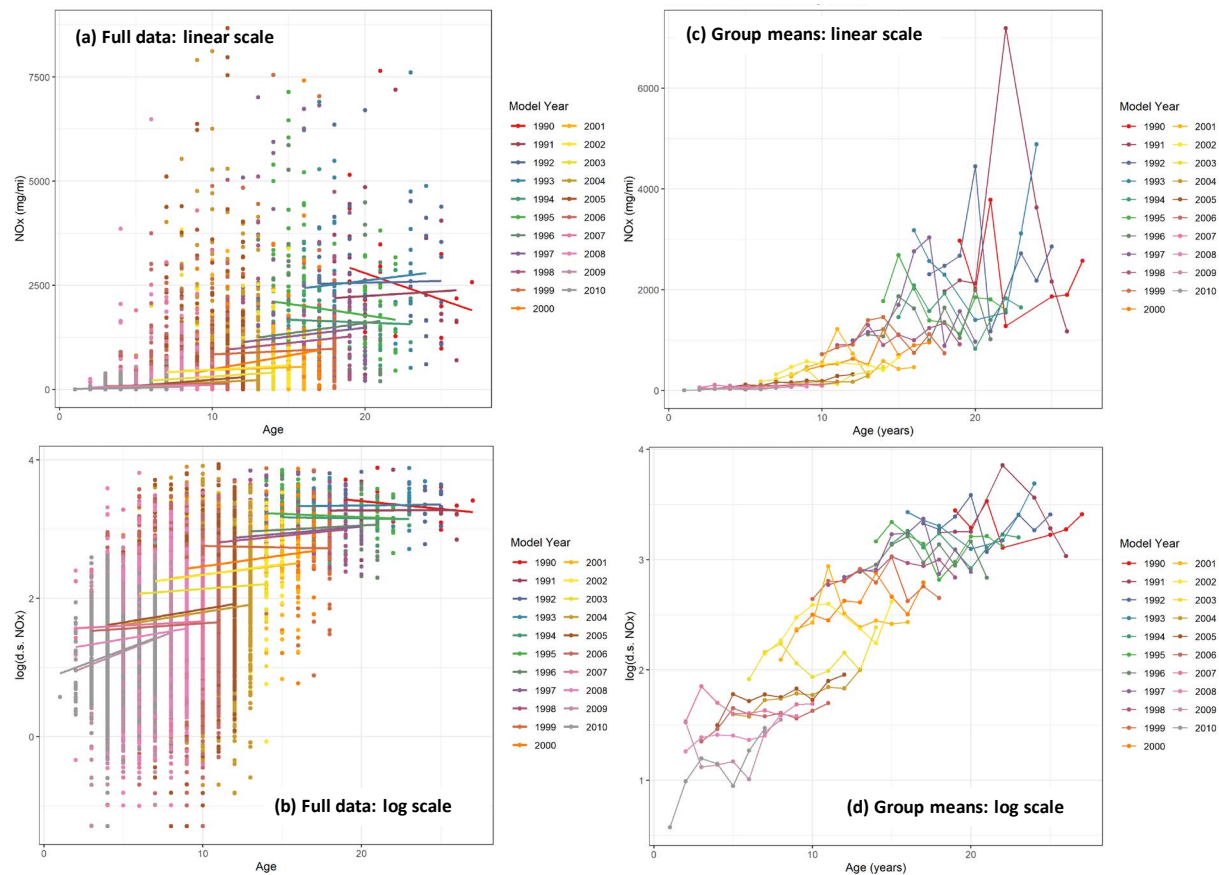 (a) Full data: linear scale
NOx (mg/mi)
7500
5000
2500
0
0 10 20
Age
Model Year
1990 2001
1991 2002
1992 2003
1993 2004
1994 2005
1995 2006
1996 2007
1997 2008
1998 2009
1999 2010
2000
(c) Group means: linear scale
NOx (mg/mi)
6000
4000
2000
0
0 10 20
Age (years)
Model Year
1990 2001
1991 2002
1992 2003
1993 2004
1994 2005
1995 2006
1996 2007
1997 2008
1998 2009
1999 2010
2000
(b) Full data: log scale
log(d.s. NOx)
4
2
0
0 10 20
Age
Model Year
1990 2001
1991 2002
1992 2003
1993 2004
1994 2005
1995 2006
1996 2007
1997 2008
1998 2009
1999 2010
2000
(d) Group means: log scale
log(d.s. NOx)
4
3
2
1
0 10 20
Age (years)
Model Year
1990 2001
1991 2002
1992 2003
1993 2004
1994 2005
1995 2006
1996 2007
1997 2008
1998 2009
1999 2010
2000